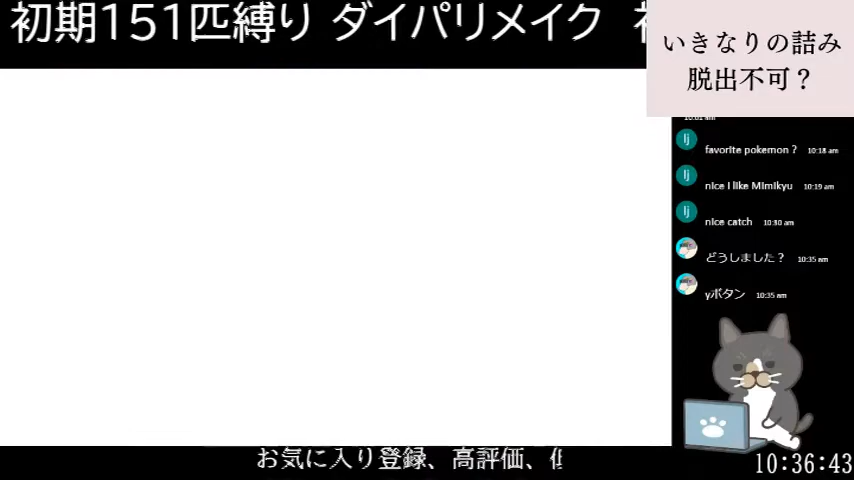 初期151匹縛り ダイパリメイク
いきなりの詰み
脱出不可？
10:01 am
favorite pokemon ? 10:18 am
nice i like Mimikyu 10:19 am
nice catch 10:30 am
どうしました？ 10:35 am
yボタン 10:35 am
お気に入り登録、高評価、
10:36:43